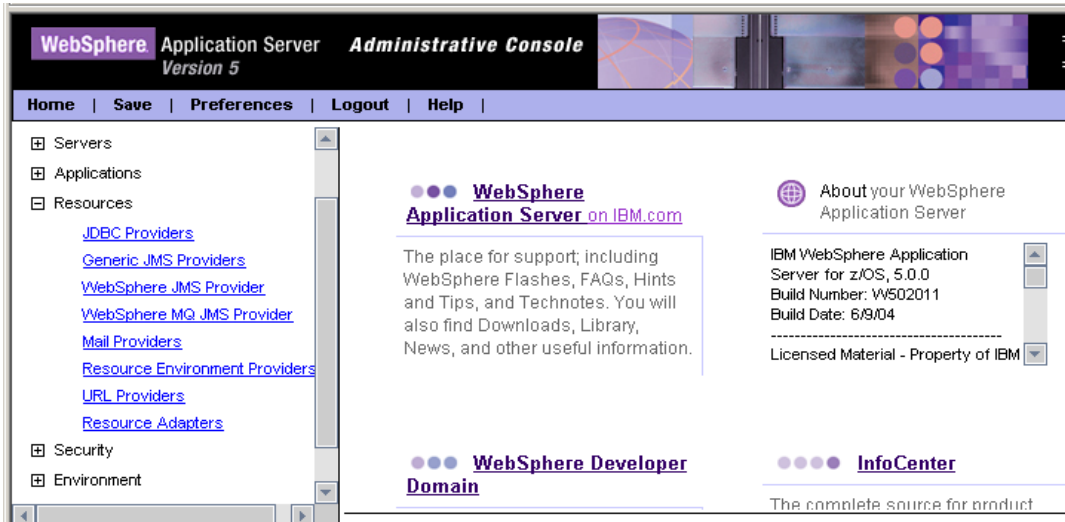 WebSphere Application Server Administrative Console
Version 5
Home | Save | Preferences | Logout | Help |
Servers
Applications
Resources
JDBC Providers
Generic JMS Providers
WebSphere JMS Provider
WebSphere MQ JMS Provider
Mail Providers
Resource Environment Providers
URL Providers
Resource Adapters
Security
Environment
WebSphere
Application Server on IBM.com
The place for support; including
WebSphere Flashes, FAQs, Hints
and Tips, and Technotes. You will
also find Downloads, Library,
News, and other useful information.
About your WebSphere
Application Server
IBM WebSphere Application
Server for z/OS, 5.0.0
Build Number: W502011
Build Date: 6/9/04
----------------------------------------
Licensed Material - Property of IBM
WebSphere Developer
Domain
InfoCenter
The complete source for product